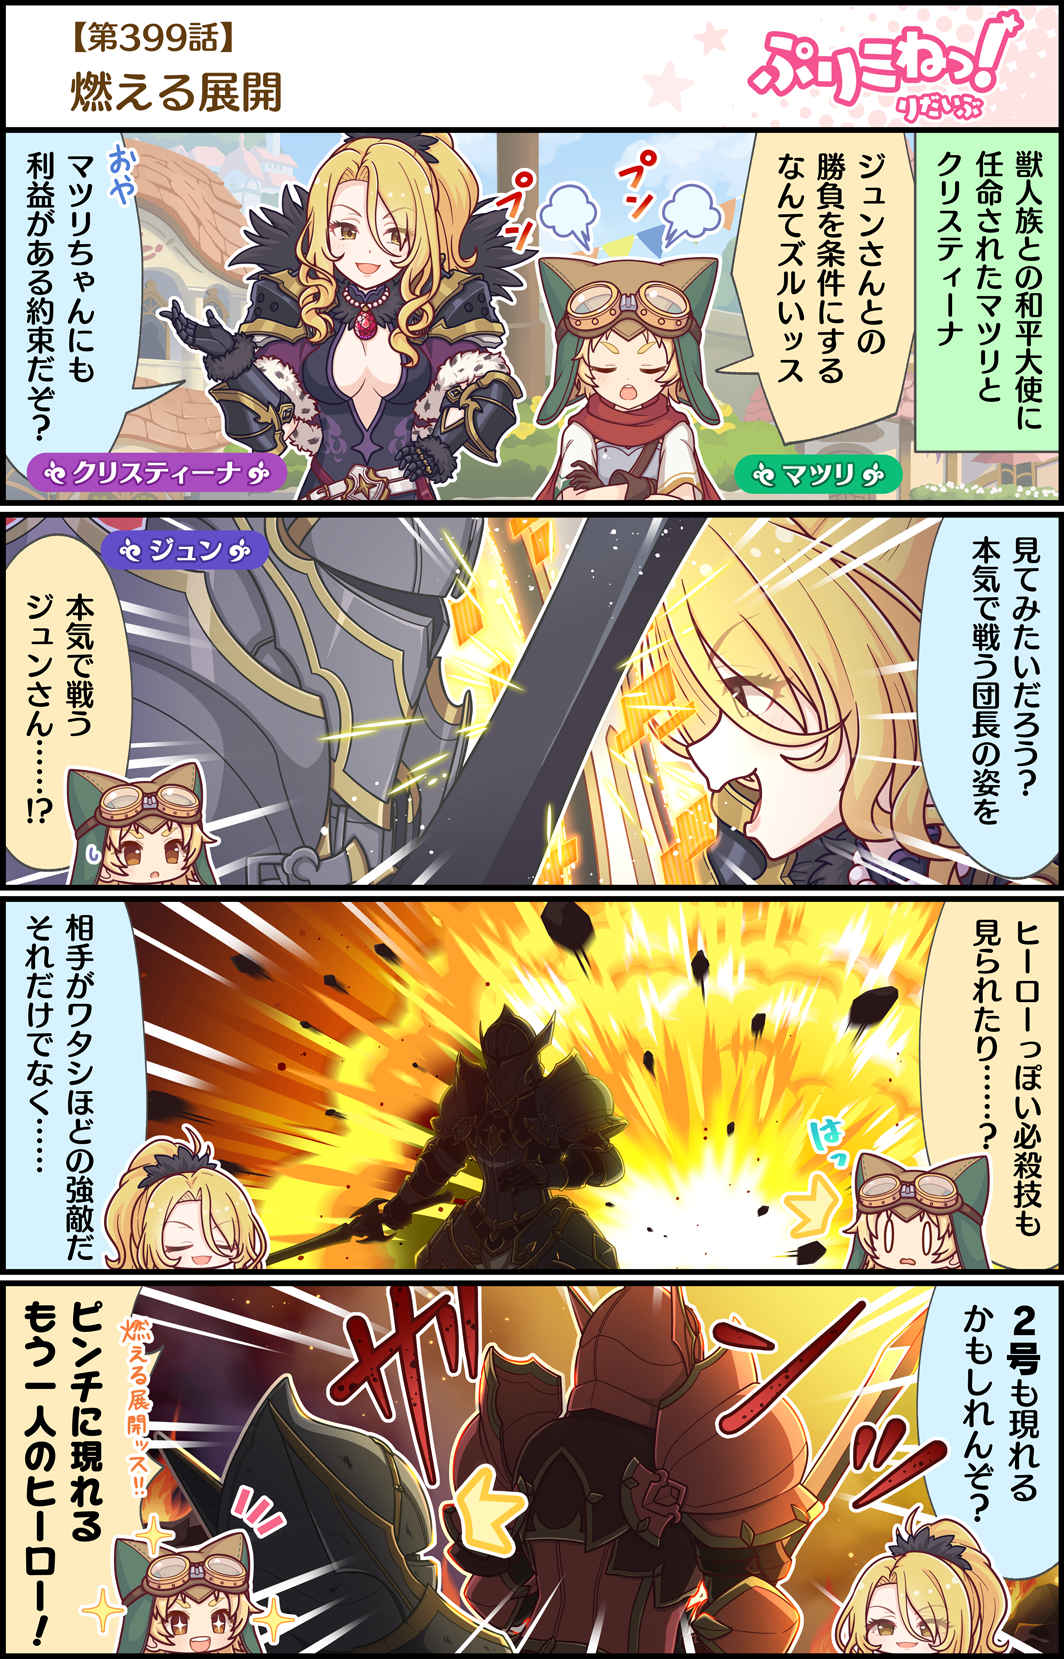 【第399話】
燃える展開
ぷりこねっ!
りだいぶ
獣人族との和平大使に
任命されたマツリと
クリスティーナ
ジュンさんとの
勝負を条件にする
なんてズルいッス
プンプン
おや
マツリちゃんにも
利益がある約束だぞ?
クリスティーナ
マツリ
見てみたいだろう?
本気で戦う団長の姿を
ジュン
本気で戦う
ジュンさん……!?
ヒーローっぽい必殺技も
見られたり……?
はっ
相手がワタシほどの強敵だ
それだけでなく……
2号も現れる
かもしれんぞ?
ザッ
ピンチに現れる
もう一人のヒーロー!
燃える展開ッス!!